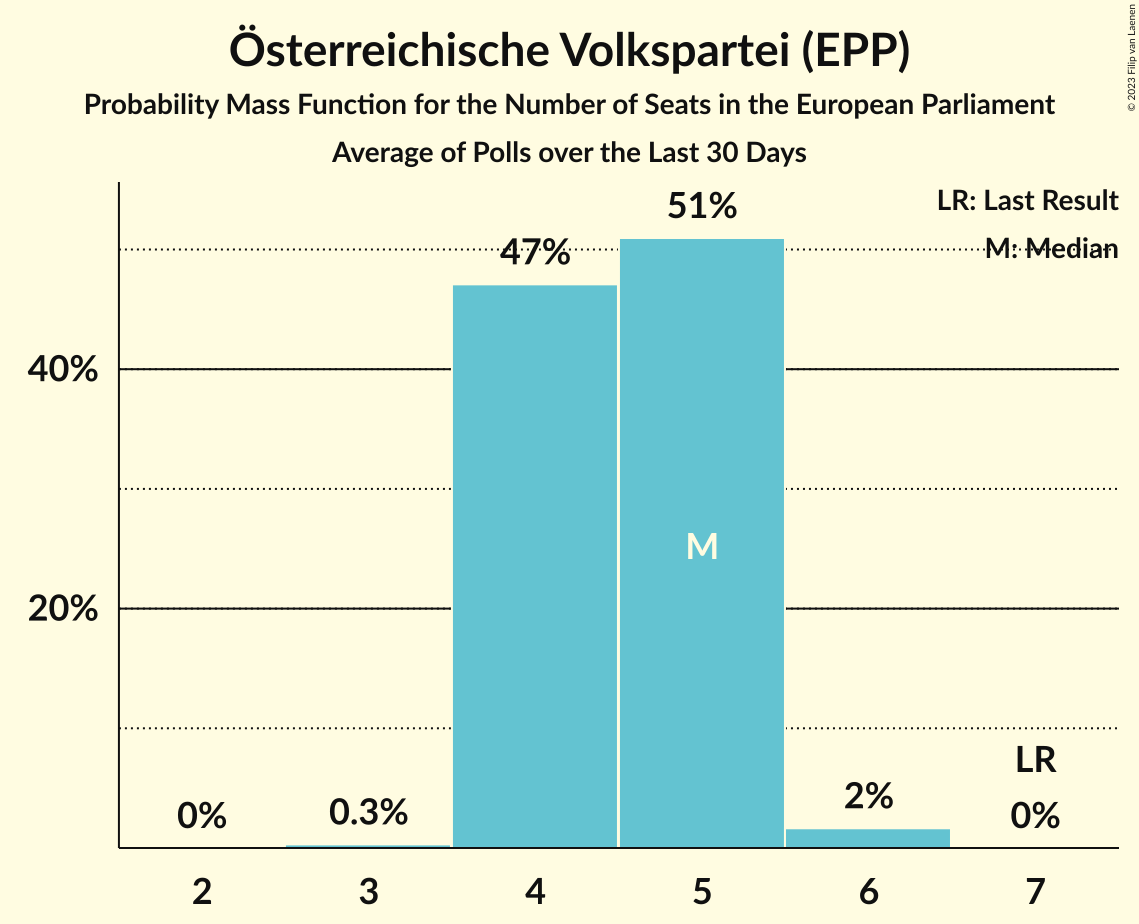 Österreichische Volkspartei (EPP)
Probability Mass Function for the Number of Seats in the European Parliament
Average of Polls over the Last 30 Days
© 2023 Filip van Laenen
LR: Last Result
M: Median
51%
47%
40%
20%
M
LR
0%
0.3%
2%
0%
2
3
4
5
6
7